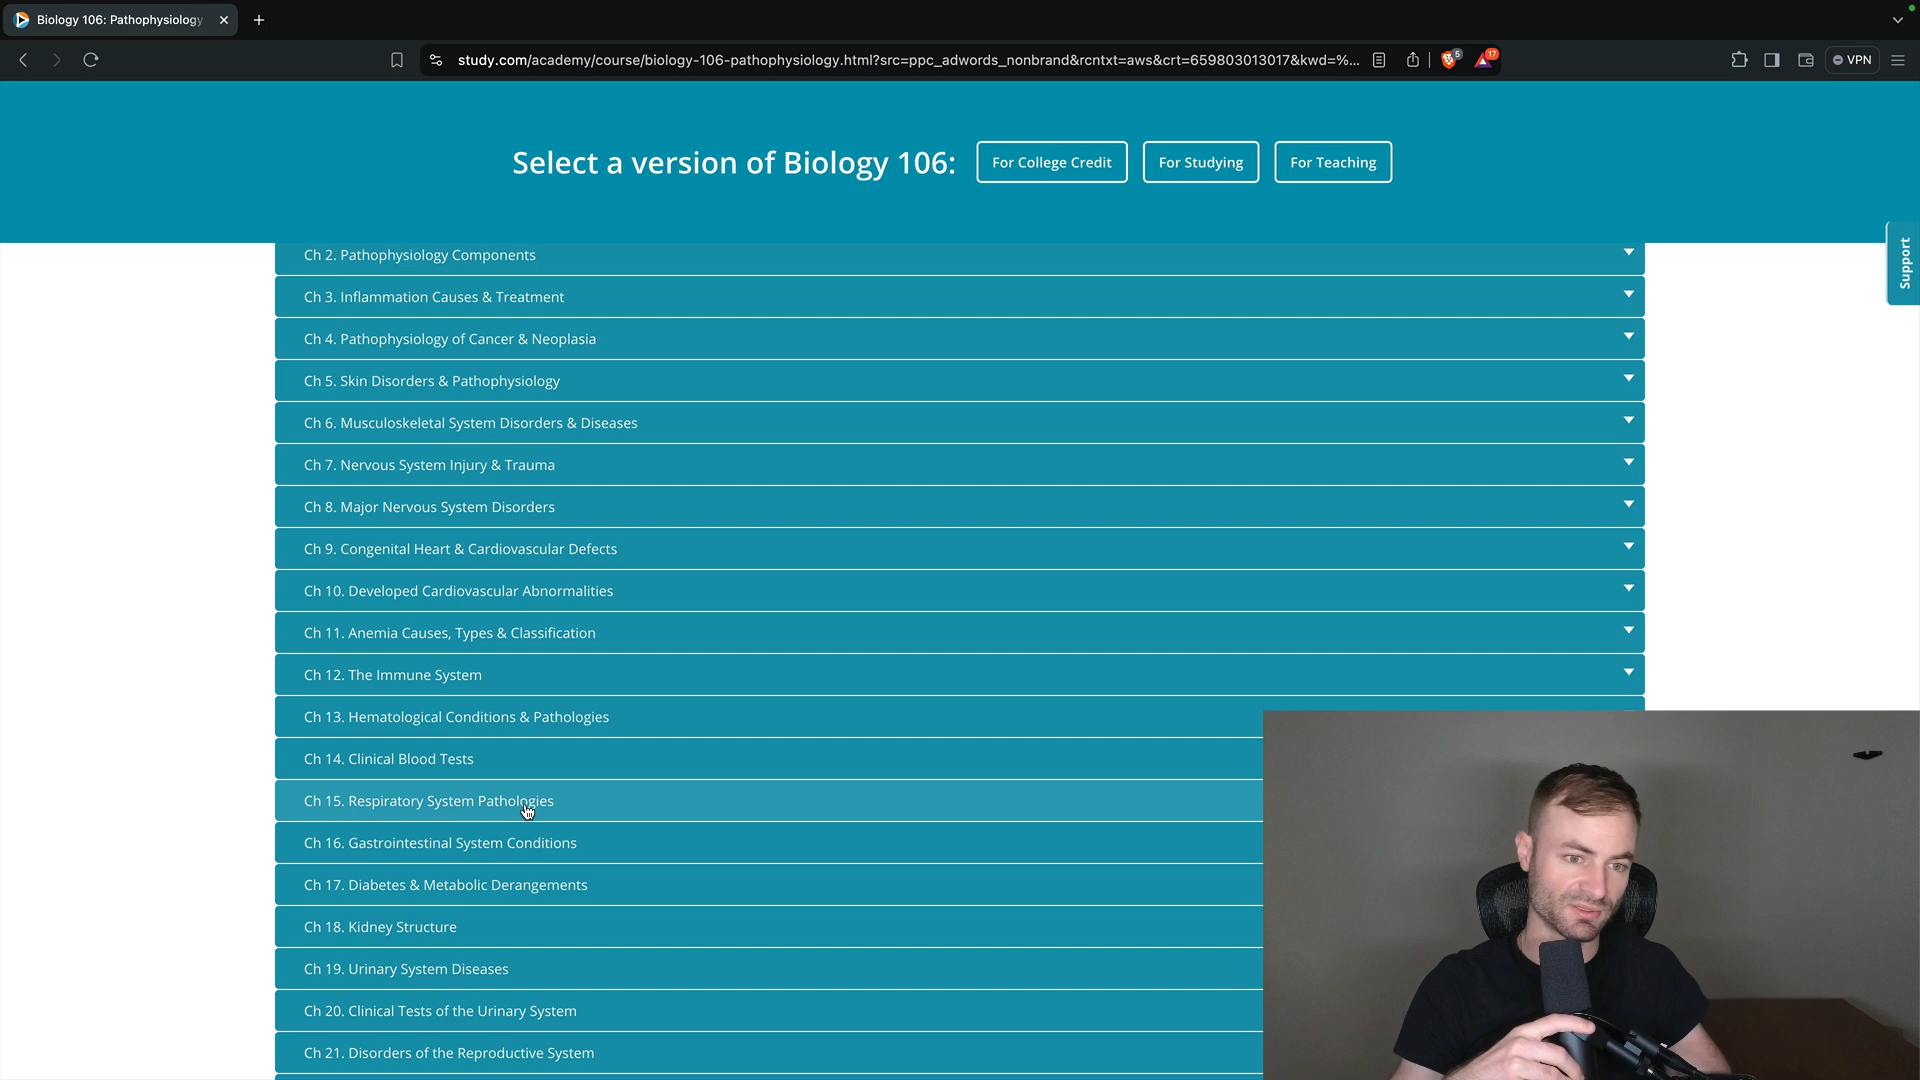 Biology 106: Pathophysiology
study.com/academy/course/biology-106-pathophysiology.html?src=ppc_adwords_nonbrand&rcntxt=aws&crt=659803013017&kwd=%...
5
17
VPN
Select a version of Biology 106:
For College Credit
For Studying
For Teaching
Support
Ch 2. Pathophysiology Components
Ch 3. Inflammation Causes & Treatment
Ch 4. Pathophysiology of Cancer & Neoplasia
Ch 5. Skin Disorders & Pathophysiology
Ch 6. Musculoskeletal System Disorders & Diseases
Ch 7. Nervous System Injury & Trauma
Ch 8. Major Nervous System Disorders
Ch 9. Congenital Heart & Cardiovascular Defects
Ch 10. Developed Cardiovascular Abnormalities
Ch 11. Anemia Causes, Types & Classification
Ch 12. The Immune System
Ch 13. Hematological Conditions & Pathologies
Ch 14. Clinical Blood Tests
Ch 15. Respiratory System Pathologies
Ch 16. Gastrointestinal System Conditions
Ch 17. Diabetes & Metabolic Derangements
Ch 18. Kidney Structure
Ch 19. Urinary System Diseases
Ch 20. Clinical Tests of the Urinary System
Ch 21. Disorders of the Reproductive System